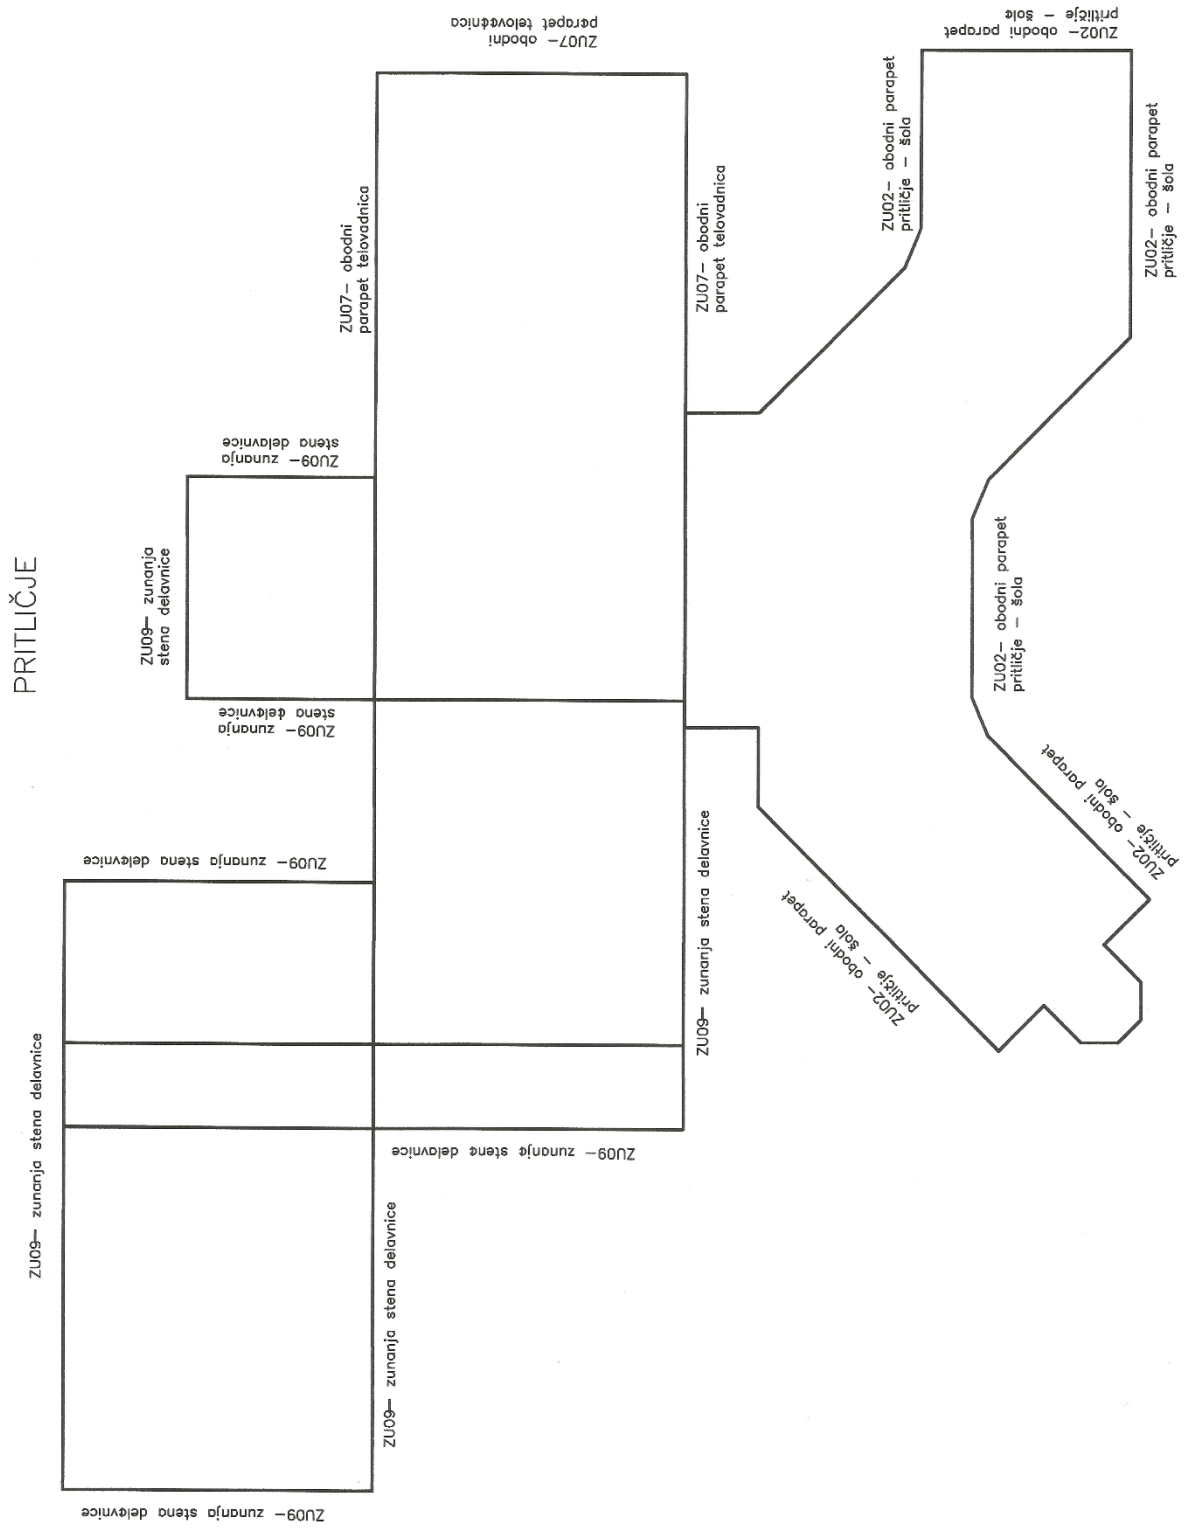 PRITLIČJE
ZU07– obodni
parapet telovadnica
ZU07– obodni
parapet telovadnica
ZU07– obodni
parapet telovadnica
ZU02– obodni parapet
pritličje – šola
ZU02– obodni parapet
pritličje – šola
ZU02– obodni parapet
pritličje – šola
ZU02– obodni parapet
pritličje – šola
ZU02– obodni parapet
pritličje – šola
ZU02– obodni parapet
pritličje – šola
ZU09– zunanja
stena delavnice
ZU09– zunanja
stena delavnice
ZU09– zunanja
stena delavnice
ZU09– zunanja stena delavnice
ZU09– zunanja stena delavnice
ZU09– zunanja stena delavnice
ZU09– zunanja stena delavnice
ZU09– zunanja stena delavnice
ZU09– zunanja stena delavnice